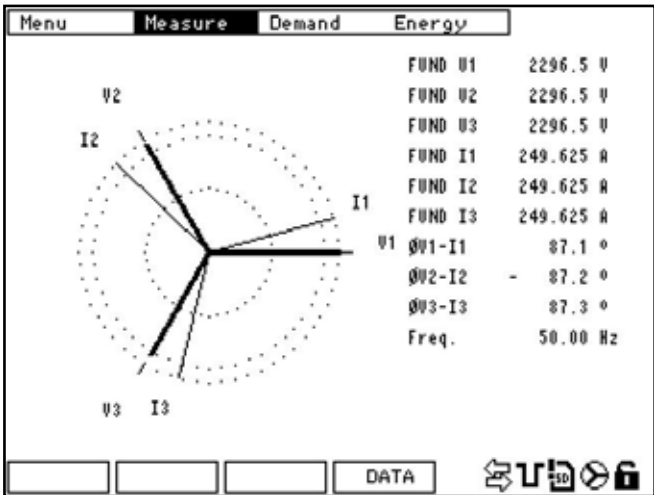 Menu Measure Demand Energy
FUND V1 2296.5 V
FUND V2 2296.5 V
FUND V3 2296.5 V
FUND I1 249.625 A
FUND I2 249.625 A
FUND I3 249.625 A
ØV1-I1 87.1 °
ØV2-I2 - 87.2 °
ØV3-I3 87.3 °
Freq. 50.00 Hz
V2
I2
I1
V1
V3 I3
DATA
SD